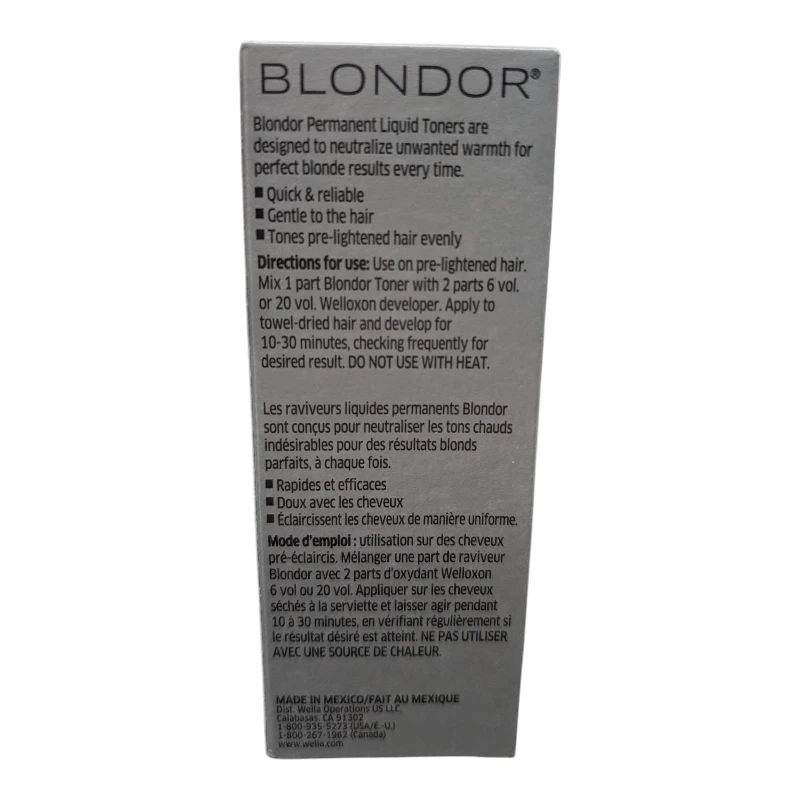 BLONDOR®
Blondor Permanent Liquid Toners are
designed to neutralize unwanted warmth for
perfect blonde results every time.
■ Quick & reliable
■ Gentle to the hair
■ Tones pre-lightened hair evenly
Directions for use: Use on pre-lightened hair.
Mix 1 part Blondor Toner with 2 parts 6 vol.
or 20 vol. Welloxon developer. Apply to
towel-dried hair and develop for
10-30 minutes, checking frequently for
desired result. DO NOT USE WITH HEAT.
Les raviveurs liquides permanents Blondor
sont conçus pour neutraliser les tons chauds
indésirables pour des résultats blonds
parfaits, à chaque fois.
■ Rapides et efficaces
■ Doux avec les cheveux
■ Éclaircissent les cheveux de manière uniforme.
Mode d'emploi : utilisation sur des cheveux
pré-éclaircis. Mélanger une part de raviveur
Blondor avec 2 parts d'oxydant Welloxon
6 vol ou 20 vol. Appliquer sur les cheveux
séchés à la serviette et laisser agir pendant
10 à 30 minutes, en vérifiant régulièrement si
le résultat désiré est atteint. NE PAS UTILISER
AVEC UNE SOURCE DE CHALEUR.
MADE IN MEXICO/FAIT AU MEXIQUE
Dist. Wella Operations US LLC.
Calabasas, CA 91302
1-800-935-5273 (USA/É.-U.)
1-800-267-1962 (Canada)
www.wella.com